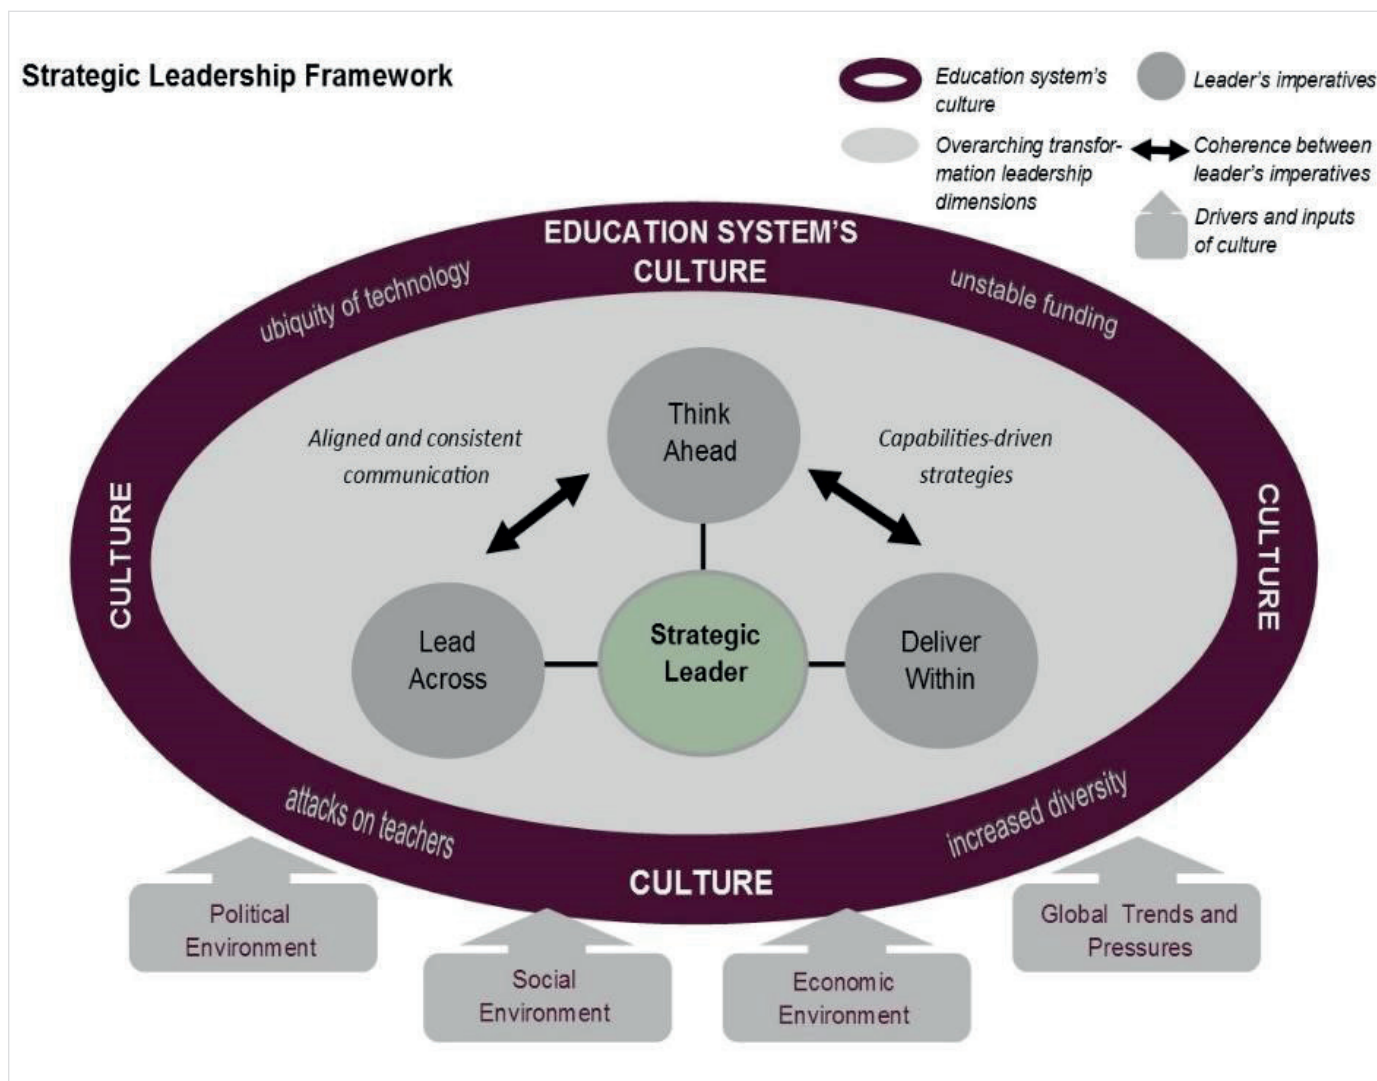 Strategic Leadership Framework
Education system's
culture
Leader's imperatives
Overarching transfor-
mation leadership
dimensions
Coherence between
leader's imperatives
Drivers and inputs
of culture
EDUCATION SYSTEM'S
CULTURE
ubiquity of technology
unstable funding
Think
Ahead
Aligned and consistent
communication
Capabilities-driven
strategies
CULTURE
CULTURE
Lead
Across
Strategic
Leader
Deliver
Within
attacks on teachers
increased diversity
CULTURE
Political
Environment
Social
Environment
Economic
Environment
Global Trends and
Pressures